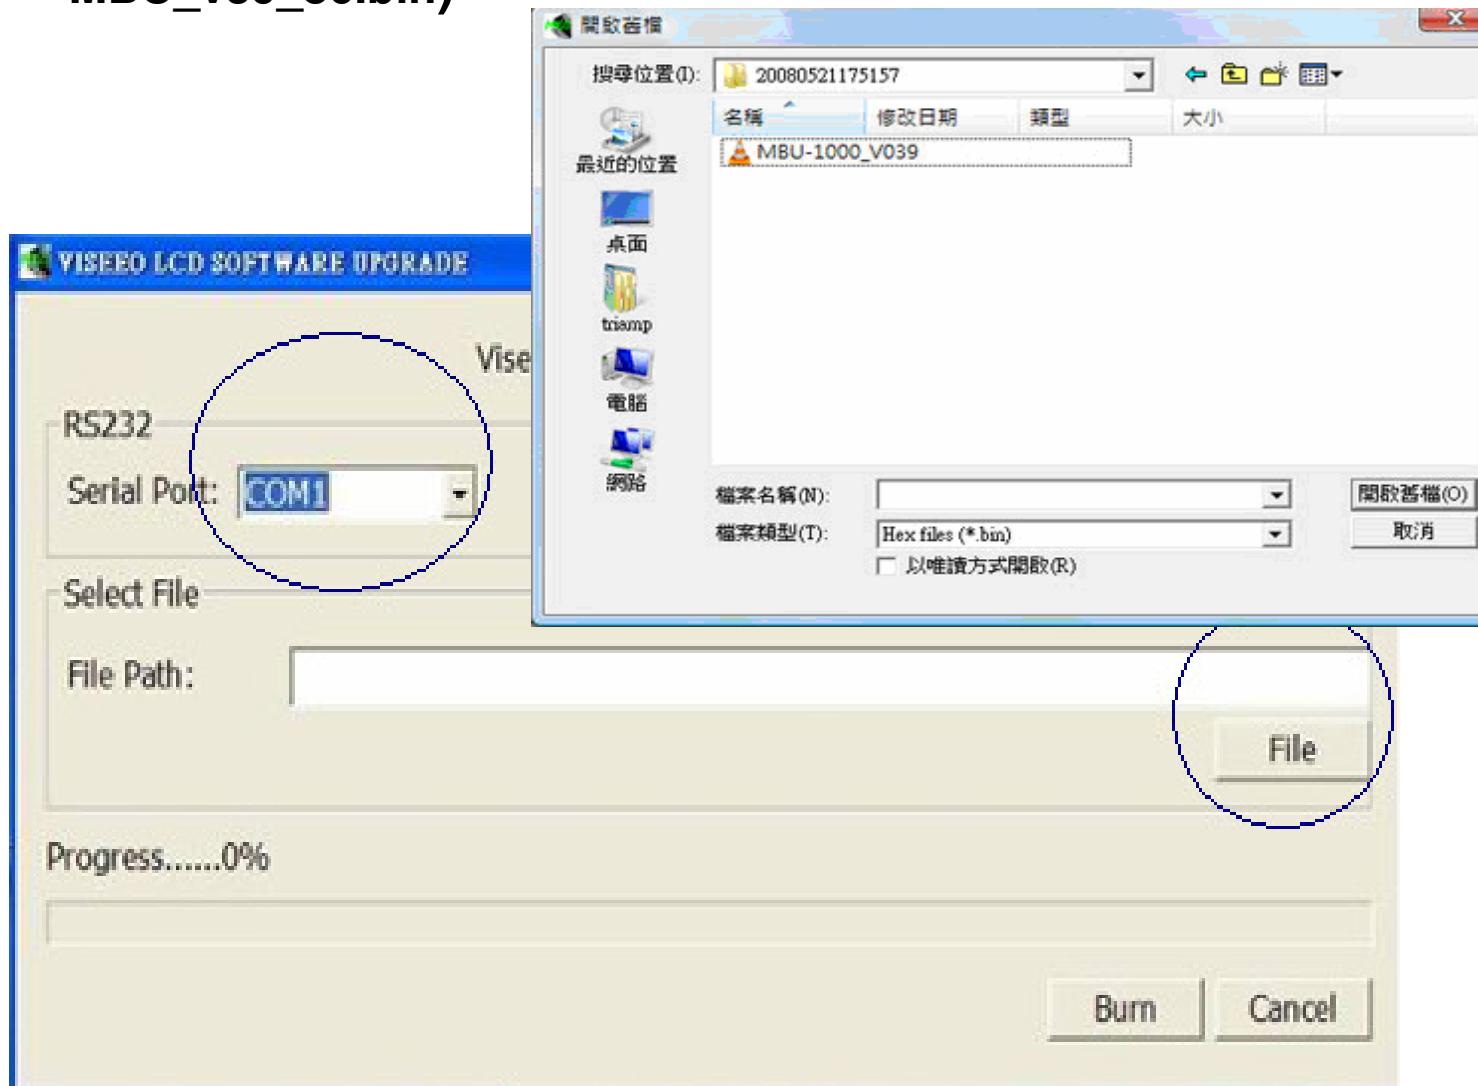 開啟舊檔
搜尋位置(I): 20080521175157
名稱 修改日期 類型 大小
MBU-1000_V039
最近的位置
桌面
triamp
電腦
網路
檔案名稱(N):
開啟舊檔(O)
檔案類型(T): Hex files (*.bin)
取消
以唯讀方式開啟(R)
VISEEO LCD SOFTWARE UPGRADE
Vise
RS232
Serial Port: COM1
Select File
File Path:
File
Progress......0%
Burn Cancel